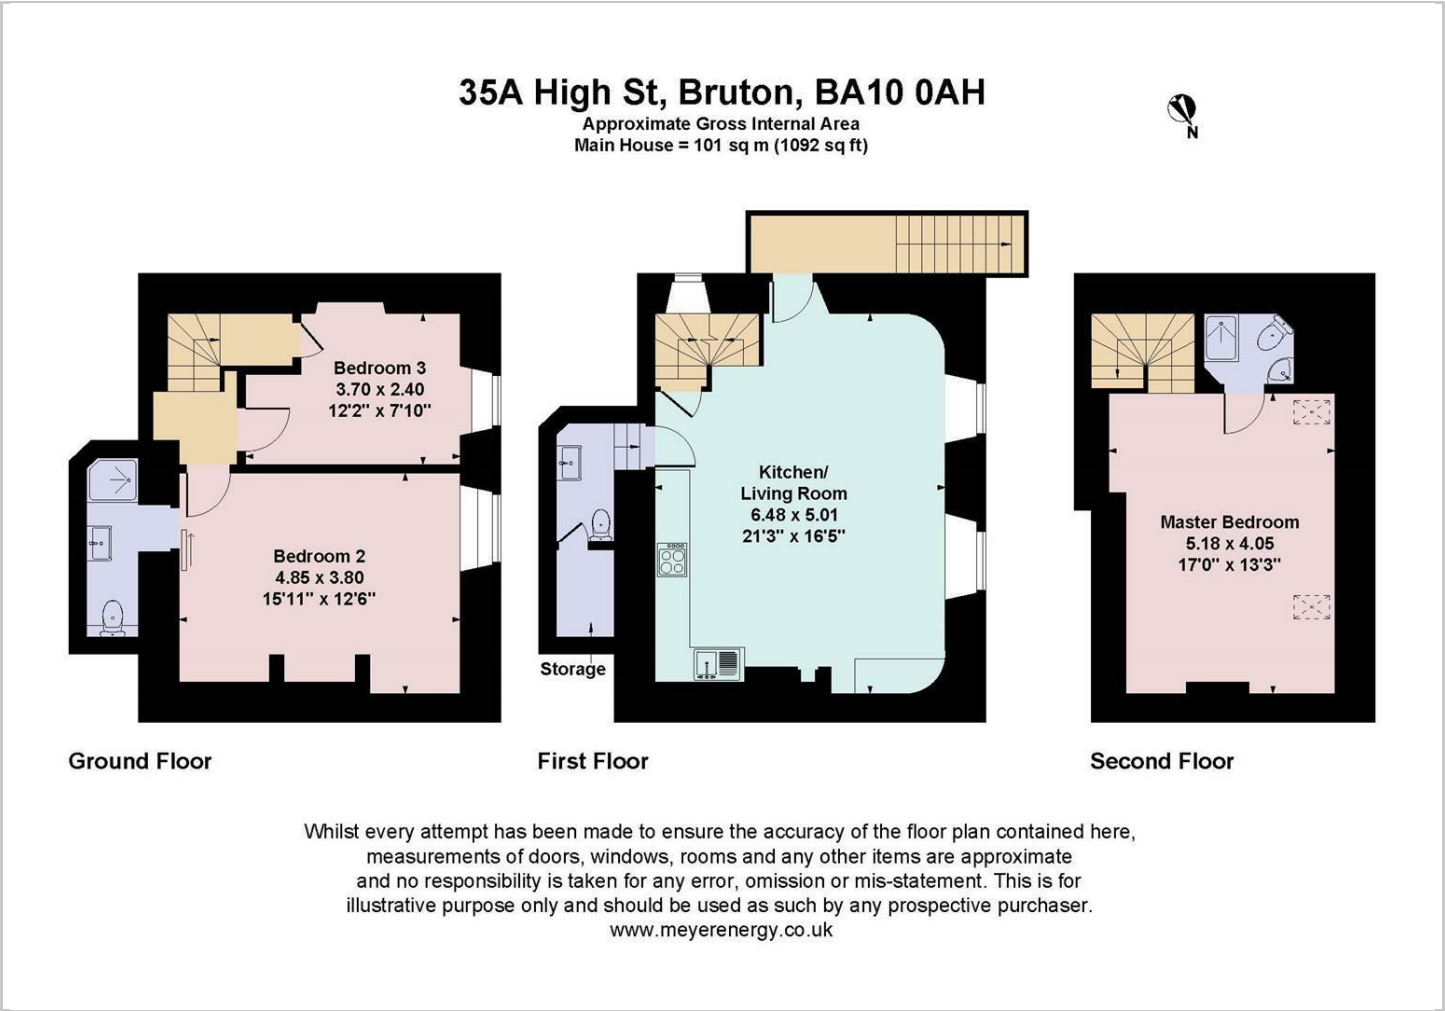 35A High St, Bruton, BA10 0AH
Approximate Gross Internal Area
Main House = 101 sq m (1092 sq ft)
N
Bedroom 3
3.70 x 2.40
12'2" x 7'10"
Bedroom 2
4.85 x 3.80
15'11" x 12'6"
Kitchen/
Living Room
6.48 x 5.01
21'3" x 16'5"
Storage
Master Bedroom
5.18 x 4.05
17'0" x 13'3"
Ground Floor
First Floor
Second Floor
Whilst every attempt has been made to ensure the accuracy of the floor plan contained here,
measurements of doors, windows, rooms and any other items are approximate
and no responsibility is taken for any error, omission or mis-statement. This is for
illustrative purpose only and should be used as such by any prospective purchaser.
www.meyerenergy.co.uk